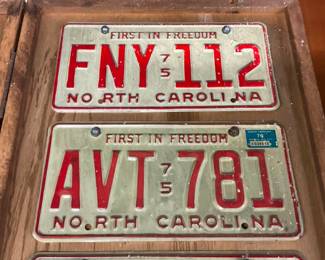 FIRST IN FREEDOM
FNY 75 112
NORTH CAROLINA
FIRST IN FREEDOM
AVT 75 781
NORTH CAROLINA